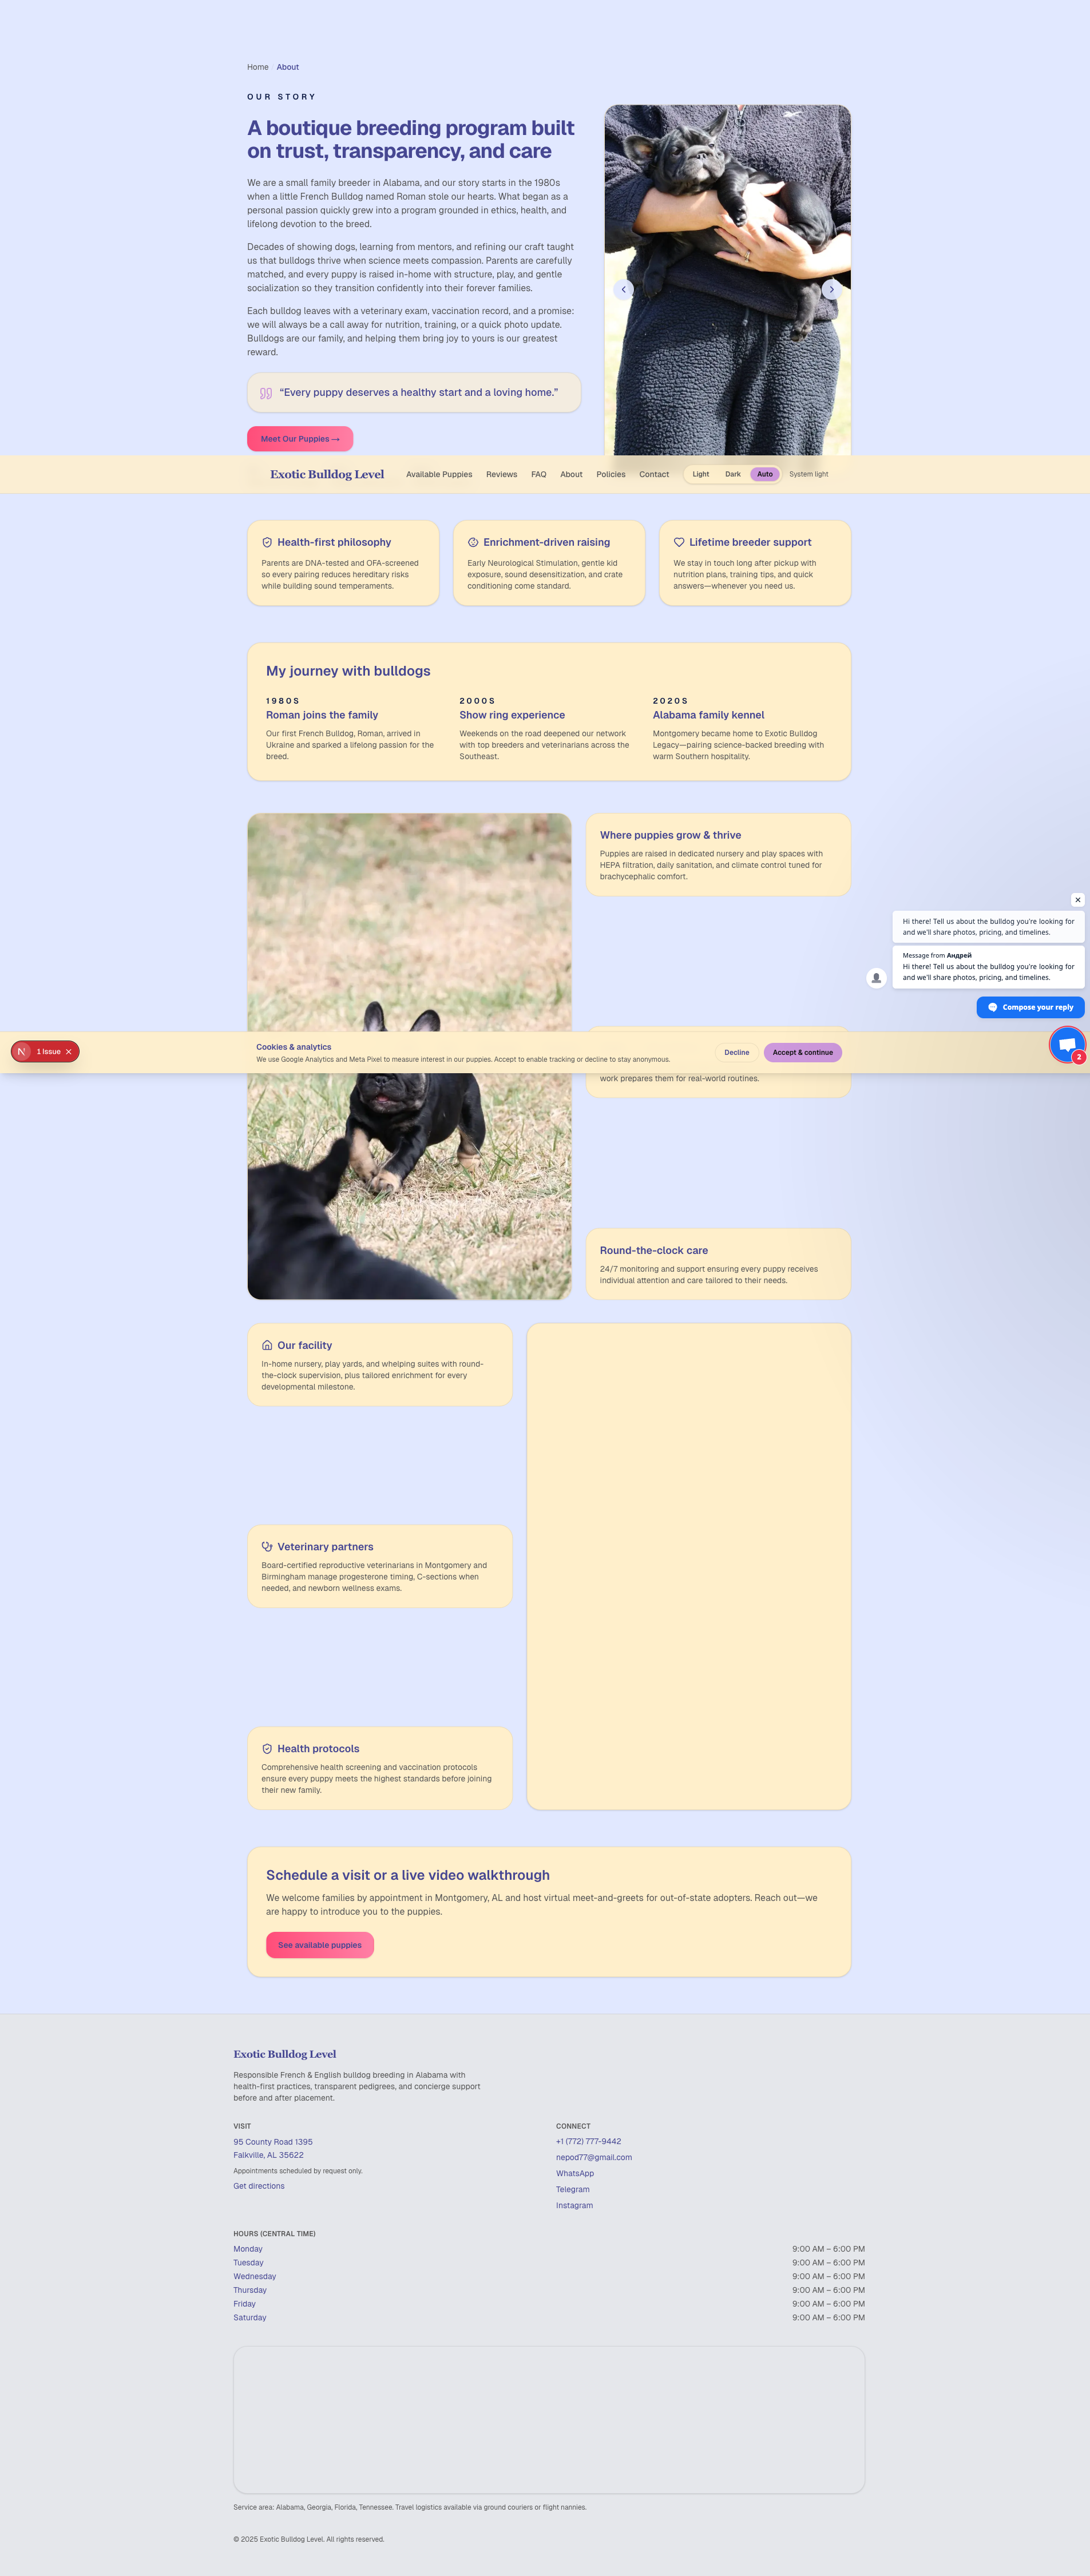 Home About
OUR STORY
A boutique breeding program built
on trust, transparency, and care
We are a small family breeder in Alabama, and our story starts in the 1980s
when a little French Bulldog named Roman stole our hearts. What began as a
personal passion quickly grew into a program grounded in ethics, health, and
lifelong devotion to the breed.
Decades of showing dogs, learning from mentors, and refining our craft taught
us that bulldogs thrive when science meets compassion. Parents are carefully
matched, and every puppy is raised in-home with structure, play, and gentle
socialization so they transition confidently into their forever families.
Each bulldog leaves with a veterinary exam, vaccination record, and a promise:
we will always be a call away for nutrition, training, or a quick photo update.
Bulldogs are our family, and helping them bring joy to yours is our greatest
reward.
“Every puppy deserves a healthy start and a loving home.”
Meet Our Puppies →
Exotic Bulldog Level Available Puppies Reviews FAQ About Policies Contact Light Dark Auto System light
Health-first philosophy
Parents are DNA-tested and OFA-screened
so every pairing reduces hereditary risks
while building sound temperaments.
Enrichment-driven raising
Early Neurological Stimulation, gentle kid
exposure, sound desensitization, and crate
conditioning come standard.
Lifetime breeder support
We stay in touch long after pickup with
nutrition plans, training tips, and quick
answers—whenever you need us.
My journey with bulldogs
1980S
Roman joins the family
Our first French Bulldog, Roman, arrived in
Ukraine and sparked a lifelong passion for the
breed.
2000S
Show ring experience
Weekends on the road deepened our network
with top breeders and veterinarians across the
Southeast.
2020S
Alabama family kennel
Montgomery became home to Exotic Bulldog
Legacy—pairing science-backed breeding with
warm Southern hospitality.
Where puppies grow & thrive
Puppies are raised in dedicated nursery and play spaces with
HEPA filtration, daily sanitation, and climate control tuned for
brachycephalic comfort.
Hi there! Tell us about the bulldog you're looking for
and we'll share photos, pricing, and timelines.
Message from Андрей
Hi there! Tell us about the bulldog you're looking for
and we'll share photos, pricing, and timelines.
Compose your reply
2
N 1 Issue
Cookies & analytics
We use Google Analytics and Meta Pixel to measure interest in our puppies. Accept to enable tracking or decline to stay anonymous.
Decline Accept & continue
work prepares them for real-world routines.
Round-the-clock care
24/7 monitoring and support ensuring every puppy receives
individual attention and care tailored to their needs.
Our facility
In-home nursery, play yards, and whelping suites with round-
the-clock supervision, plus tailored enrichment for every
developmental milestone.
Veterinary partners
Board-certified reproductive veterinarians in Montgomery and
Birmingham manage progesterone timing, C-sections when
needed, and newborn wellness exams.
Health protocols
Comprehensive health screening and vaccination protocols
ensure every puppy meets the highest standards before joining
their new family.
Schedule a visit or a live video walkthrough
We welcome families by appointment in Montgomery, AL and host virtual meet-and-greets for out-of-state adopters. Reach out—we
are happy to introduce you to the puppies.
See available puppies
Exotic Bulldog Level
Responsible French & English bulldog breeding in Alabama with
health-first practices, transparent pedigrees, and concierge support
before and after placement.
VISIT
95 County Road 1395
Falkville, AL 35622
Appointments scheduled by request only.
Get directions
CONNECT
+1 (772) 777-9442
nepod77@gmail.com
WhatsApp
Telegram
Instagram
HOURS (CENTRAL TIME)
Monday 9:00 AM – 6:00 PM
Tuesday 9:00 AM – 6:00 PM
Wednesday 9:00 AM – 6:00 PM
Thursday 9:00 AM – 6:00 PM
Friday 9:00 AM – 6:00 PM
Saturday 9:00 AM – 6:00 PM
Service area: Alabama, Georgia, Florida, Tennessee. Travel logistics available via ground couriers or flight nannies.
© 2025 Exotic Bulldog Level. All rights reserved.